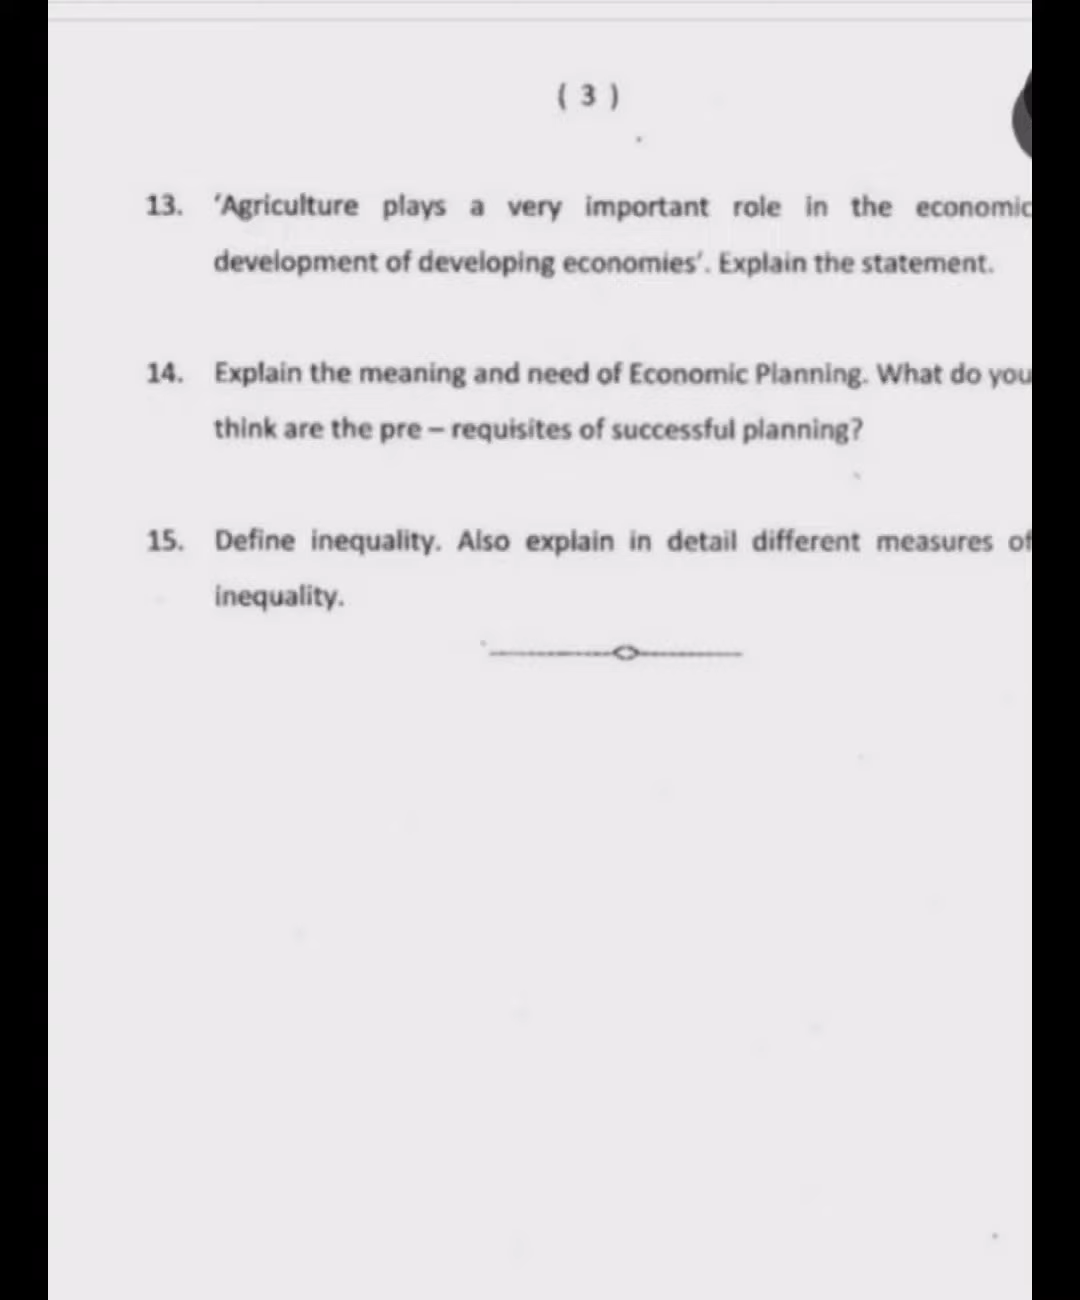 ( 3 )
13. 'Agriculture plays a very important role in the economic
development of developing economies'. Explain the statement.
14. Explain the meaning and need of Economic Planning. What do you
think are the pre – requisites of successful planning?
15. Define inequality. Also explain in detail different measures of
inequality.